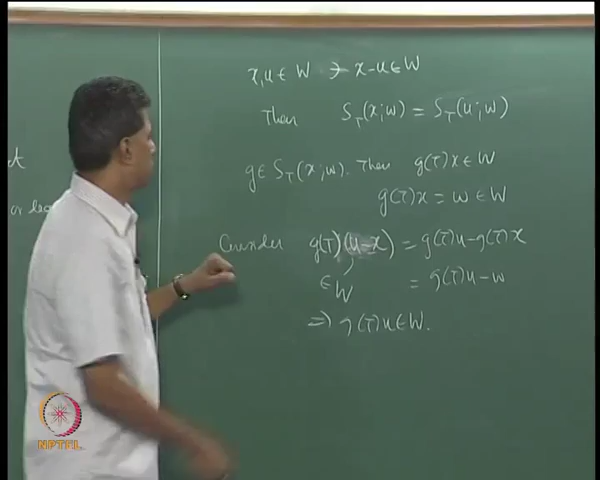 x, u ∈ W ∋ x-u ∈ W
Then S_T(x; W) = S_T(u; W)
g ∈ S_T(x; W). Then g(T)x ∈ W
g(T)x = w ∈ W
Consider g(T)(u-x) = g(T)u - g(T)x
∈ W = g(T)u - w
⇒ g(T)u ∈ W.
NPTEL